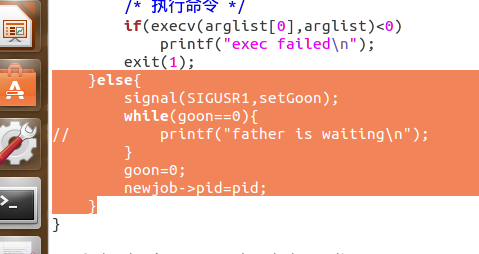 /* 执行命令 */
if(execv(arglist[0],arglist)<0)
printf("exec failed\n");
exit(1);
}else{
signal(SIGUSR1,setGoon);
while(goon==0){
// printf("father is waiting\n");
}
goon=0;
newjob->pid=pid;
}
}